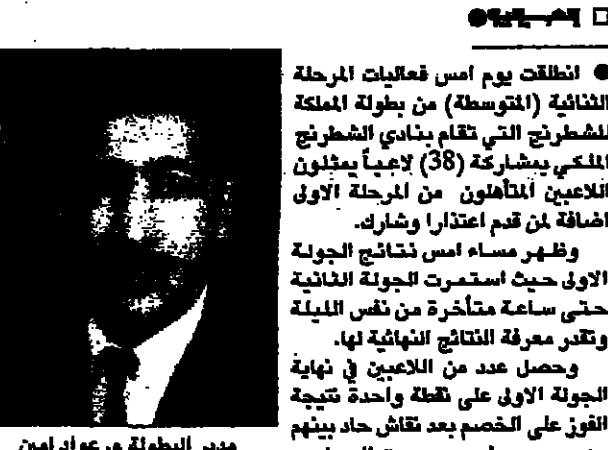 ● انطلقت يوم امس فعاليات المرحلة
الثنائية (المتوسطة) من بطولة المملكة
للشطرنج التي تقام بنادي الشطرنج
الملكي بمشاركة (38) لاعباً يمثلون
اللاعبين المتأهلون من المرحلة الاولى
اضافة لمن قدم اعتذارا وشارك.
وظهر مساء امس نتائج الجولة
الاولى حيث استمرت الجولة الثانية
حتى ساعة متأخرة من نفس الليلة
وتقدر معرفة النتائج النهائية لها.
وحصل عدد من اللاعبين في نهاية
الجولة الاولى على نقطة واحدة نتيجة
الفوز على الخصم بعد نقاش حاد بينهم
مدير البطولة م. عواد امين